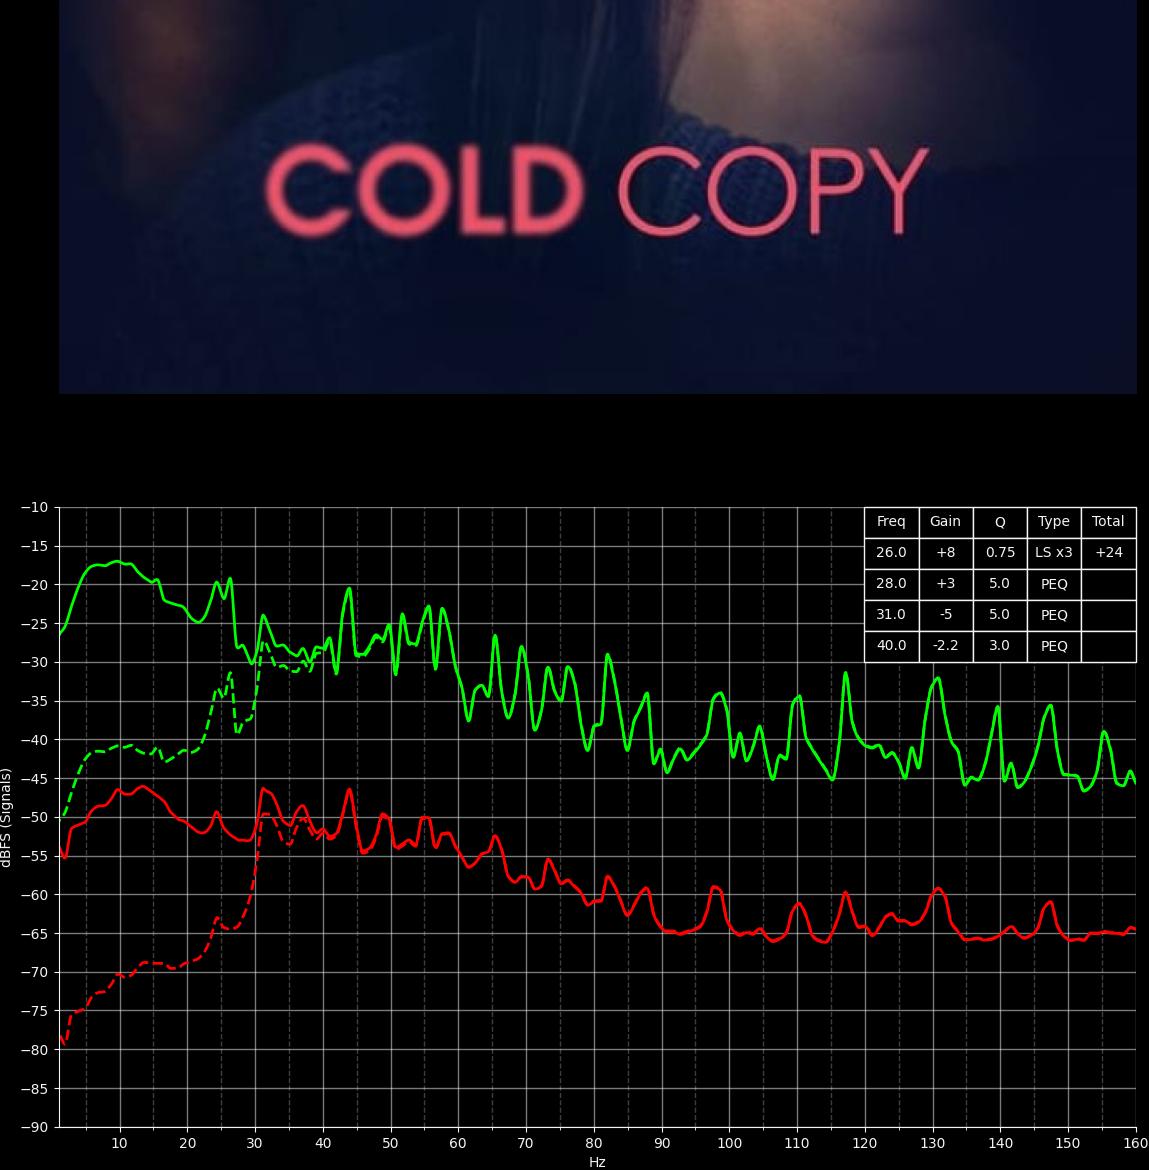 COLD COPY
Freq Gain Q Type Total
26.0 +8 0.75 LS x3 +24
28.0 +3 5.0 PEQ
31.0 -5 5.0 PEQ
40.0 -2.2 3.0 PEQ
−10
−15
−20
−25
−30
−35
−40
−45
−50
−55
−60
−65
−70
−75
−80
−85
−90
dBFS (Signals)
10 20 30 40 50 60 70 80 90 100 110 120 130 140 150 160
Hz